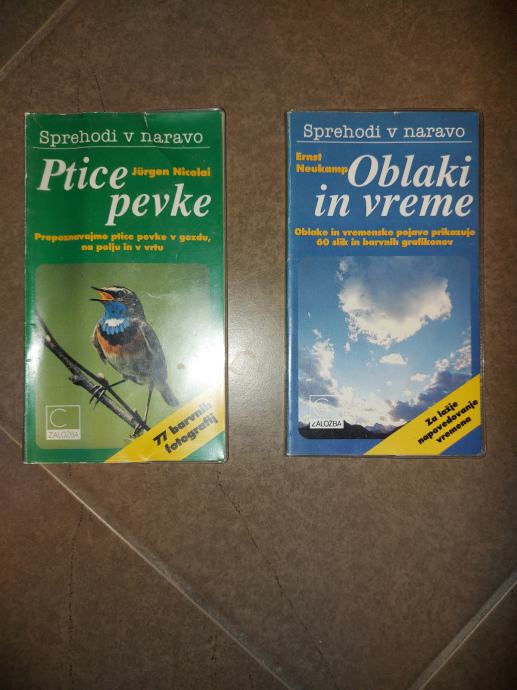 Sprehodi v naravo
Ptice
Jürgen Nicolai
pevke
Prepoznavajmo ptice pevke v gozdu,
na polju in v vrtu
C
ZALOŽBA
77 barvnih
fotografij
Sprehodi v naravo
Ernst
Neukamp
Oblaki
in vreme
Oblake in vremenske pojave prikazuje
60 slik in barvnih grafikonov
C
ZALOŽBA
Za lažje
napovedovanje
vremena